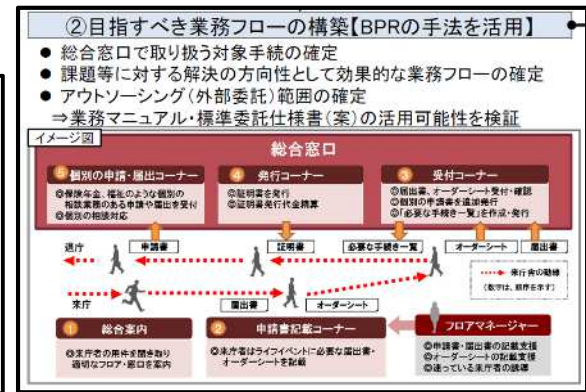 ②目指すべき業務フローの構築【BPRの手法を活用】
● 総合窓口で取り扱う対象手続の確定
● 課題等に対する解決の方向性として効果的な業務フローの確定
● アウトソーシング(外部委託)範囲の確定
⇒業務マニュアル・標準委託仕様書(案)の活用可能性を検証
イメージ図
総合窓口
⑤ 個別の申請・届出コーナー
◎保険年金、福祉のような個別の
相談業務のある申請や届出を受付
◎個別の相談対応
④ 発行コーナー
◎証明書を発行
◎証明書発行代金精算
③ 受付コーナー
◎届出書、オーダーシート受付・確認
◎個別の申請書を追加発行
◎「必要な手続き一覧」を作成・発行
退庁
申請書
証明書
必要な手続き一覧
オーダーシート
届出書
来庁者の動線
(数字は、順序を示す)
来庁
届出書
オーダーシート
① 総合案内
◎来庁者の用件を聞き取り
適切なフロア・窓口を案内
② 申請書記載コーナー
◎来庁者はライフイベントに必要な届出書・
オーダーシートを記載
フロアマネージャー
◎申請書・届出書の記載支援
◎オーダーシートの記載支援
◎迷っている来庁者の誘導